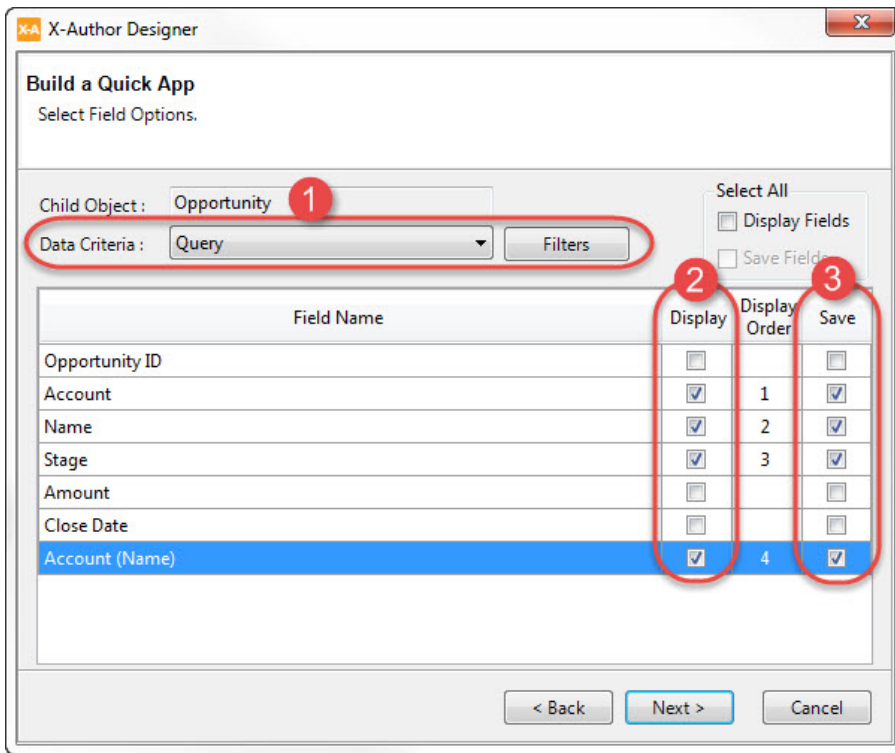 X-A X-Author Designer
Build a Quick App
Select Field Options.
Child Object : Opportunity 1
Select All
Display Fields
Data Criteria : Query Filters
Save Fields
2 3
Field Name Display Display Order Save
Opportunity ID
Account 1
Name 2
Stage 3
Amount
Close Date
Account (Name) 4
< Back Next > Cancel